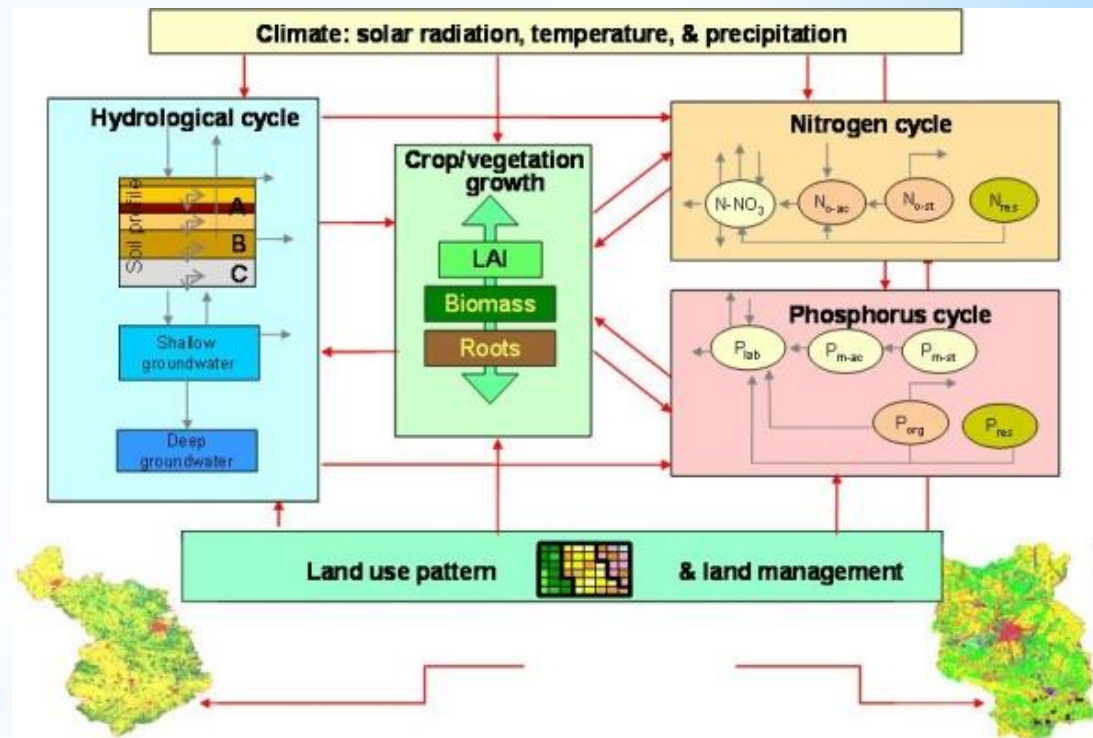 Climate: solar radiation, temperature, & precipitation
Hydrological cycle
Soil profile
A
B
C
Shallow
groundwater
Deep
groundwater
Crop/vegetation
growth
LAI
Biomass
Roots
Nitrogen cycle
N-NO₃
Nₒ₋ₐc
Nₒ₋ₛₜ
Nᵣₑₛ
Phosphorus cycle
Pₗₐb
Pₘ₋ₐc
Pₘ₋ₛₜ
Pₒᵣg
Pᵣₑₛ
Land use pattern & land management